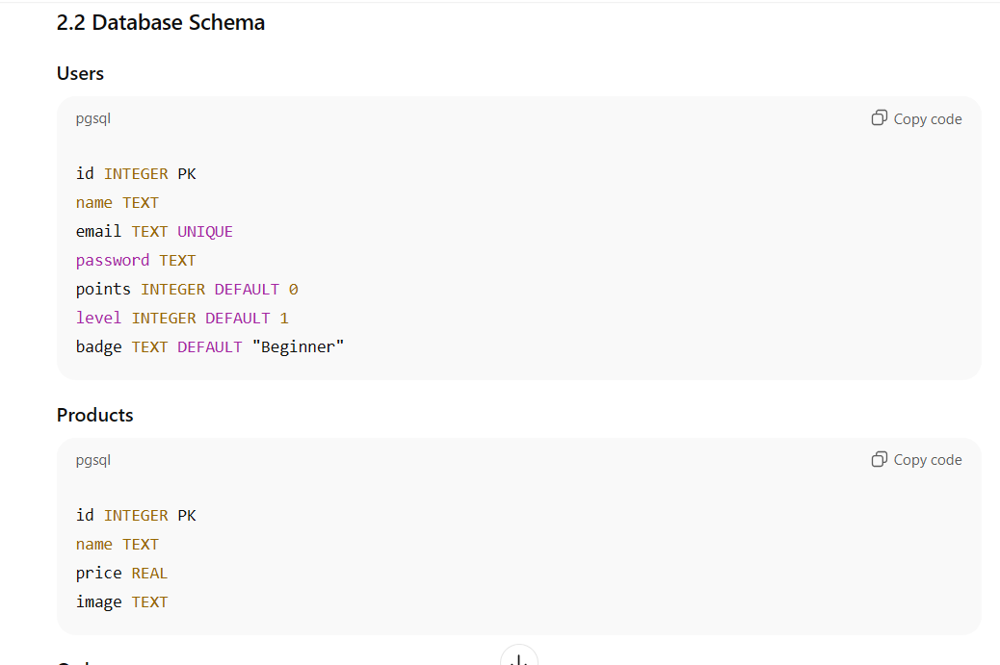 2.2 Database Schema
Users
pgsql
Copy code
id INTEGER PK
name TEXT
email TEXT UNIQUE
password TEXT
points INTEGER DEFAULT 0
level INTEGER DEFAULT 1
badge TEXT DEFAULT "Beginner"
Products
pgsql
Copy code
id INTEGER PK
name TEXT
price REAL
image TEXT